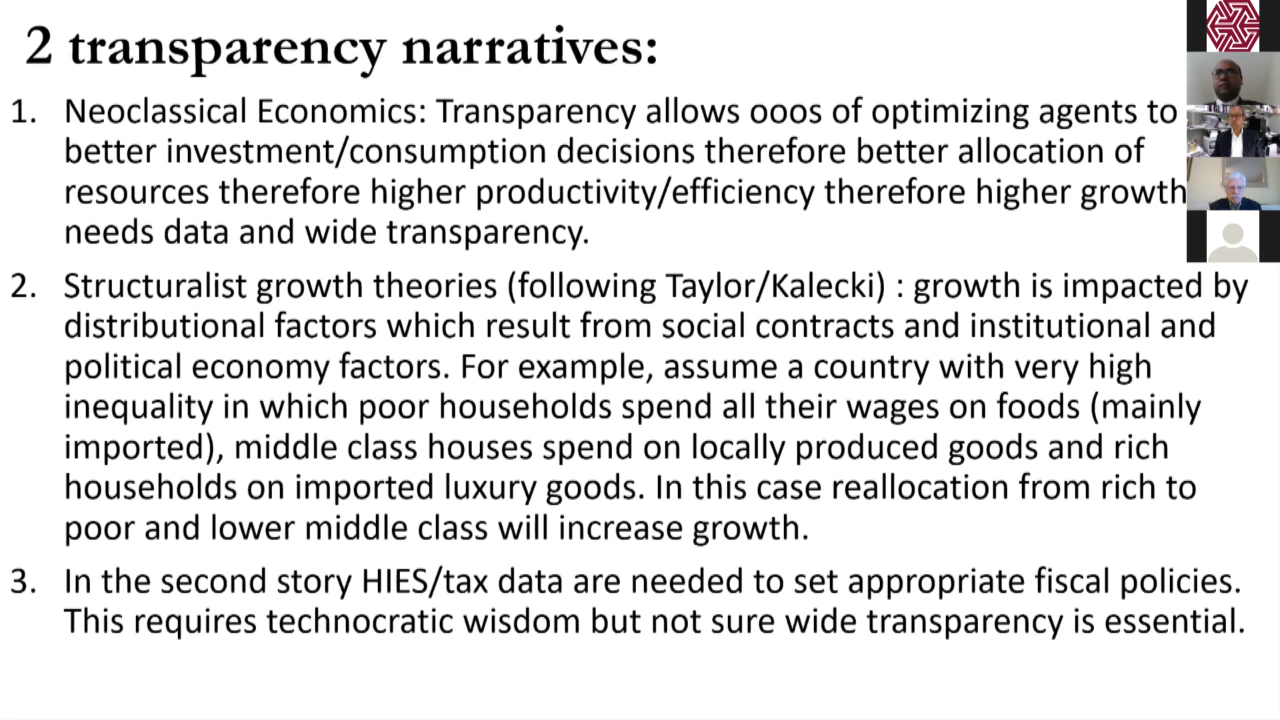 2 transparency narratives:
1. Neoclassical Economics: Transparency allows ooos of optimizing agents to
better investment/consumption decisions therefore better allocation of
resources therefore higher productivity/efficiency therefore higher growth
needs data and wide transparency.
2. Structuralist growth theories (following Taylor/Kalecki) : growth is impacted by
distributional factors which result from social contracts and institutional and
political economy factors. For example, assume a country with very high
inequality in which poor households spend all their wages on foods (mainly
imported), middle class houses spend on locally produced goods and rich
households on imported luxury goods. In this case reallocation from rich to
poor and lower middle class will increase growth.
3. In the second story HIES/tax data are needed to set appropriate fiscal policies.
This requires technocratic wisdom but not sure wide transparency is essential.